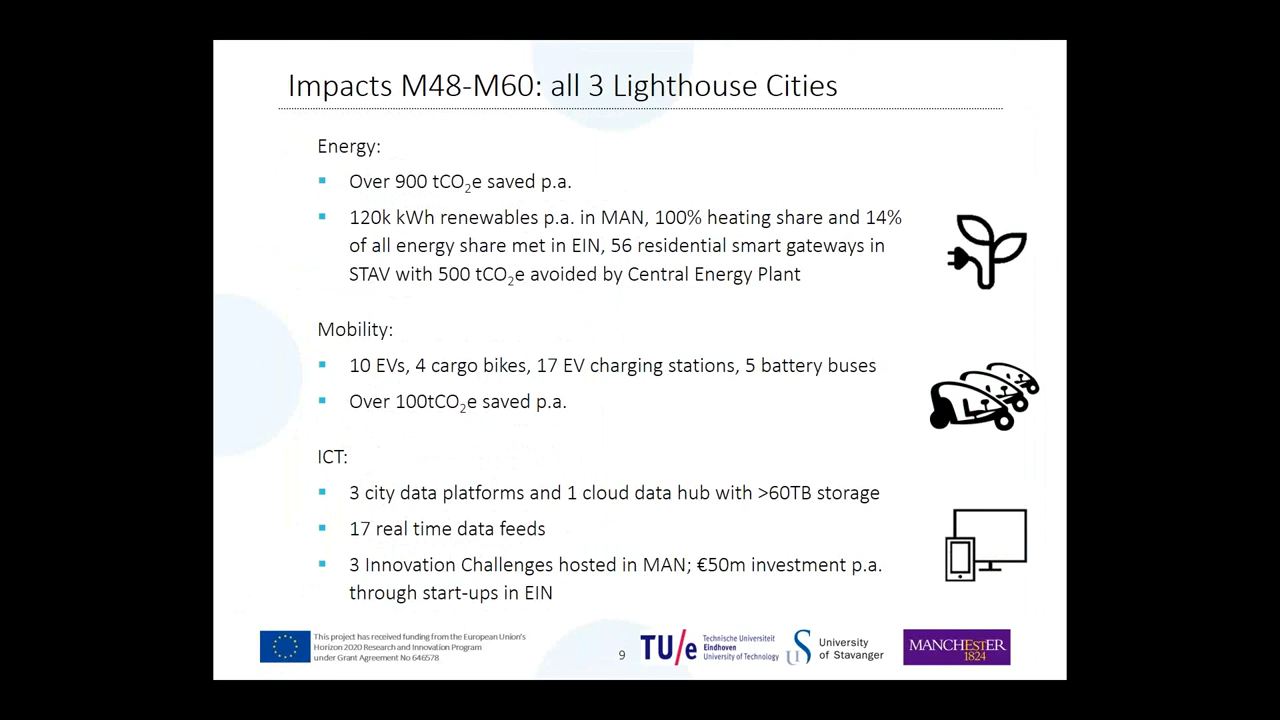 Impacts M48-M60: all 3 Lighthouse Cities
Energy:
Over 900 tCO₂e saved p.a.
120k kWh renewables p.a. in MAN, 100% heating share and 14%
of all energy share met in EIN, 56 residential smart gateways in
STAV with 500 tCO₂e avoided by Central Energy Plant
Mobility:
10 EVs, 4 cargo bikes, 17 EV charging stations, 5 battery buses
Over 100tCO₂e saved p.a.
ICT:
3 city data platforms and 1 cloud data hub with >60TB storage
17 real time data feeds
3 Innovation Challenges hosted in MAN; €50m investment p.a.
through start-ups in EIN
This project has received funding from the European Union's
Horizon 2020 Research and Innovation Program
under Grant Agreement No 646578
9
TU/e
Technische Universiteit
Eindhoven
University of Technology
US
University
of Stavanger
MANCHESTER
1824